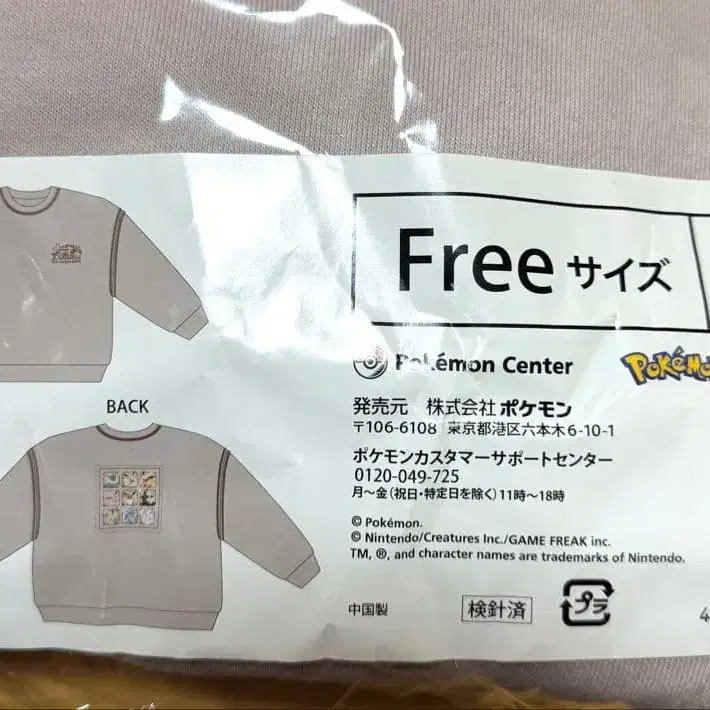 Free サイズ
Pokémon Center
POKéMO
BACK
発売元 株式会社 ポケモン
〒106-6108 東京都港区六本木6-10-1
ポケモンカスタマーサポートセンター
0120-049-725
月〜金(祝日・特定日を除く)11時〜18時
© Pokémon.
© Nintendo/Creatures Inc./GAME FREAK inc.
TM, ®, and character names are trademarks of Nintendo.
中国製 検針済 プラ 4